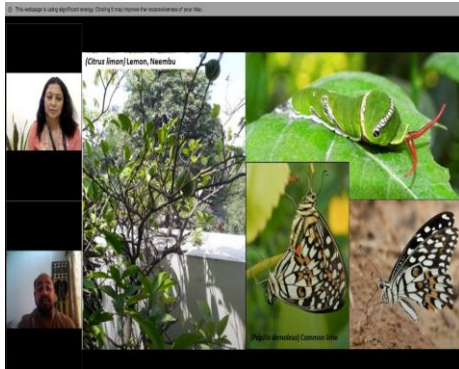 This webpage is using significant energy. Closing it may improve the responsiveness of your Mac.
(Citrus limon) Lemon, Neembu
(Papilio demoleus) Common lime